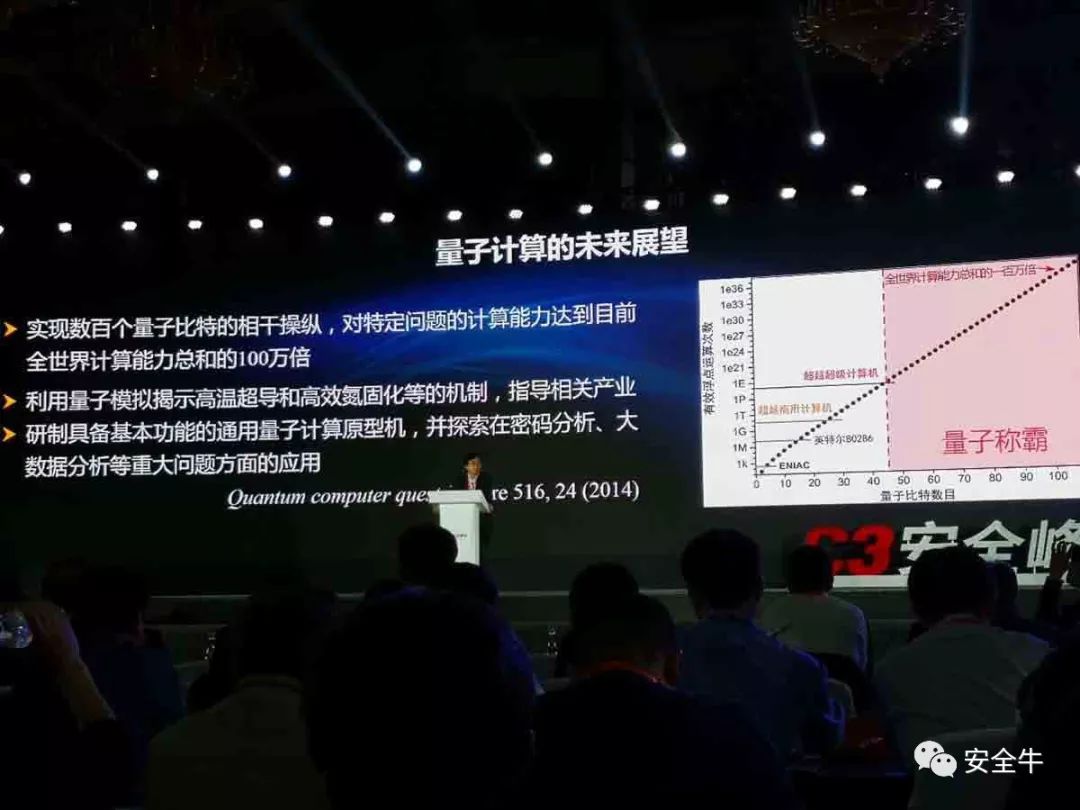 量子计算的未来展望
实现数百个量子比特的相干操纵，对特定问题的计算能力达到目前
全世界计算能力总和的100万倍
利用量子模拟揭示高温超导和高效氮固化等的机制，指导相关产业
研制具备基本功能的通用量子计算原型机，并探索在密码分析、大
数据分析等重大问题方面的应用
Quantum computer que re 516, 24 (2014)
有效浮点运算次数
1e36
1e33
1e30
1e27
1e24
1e21
1E
1P
1T
1G
1M
1k
全世界计算能力总和的一百万倍
超越超级计算机
超越商用计算机
英特尔80286
ENIAC
量子称霸
0 10 20 30 40 50 60 70 80 90 100
量子比特数目
C3安全峰
安全牛